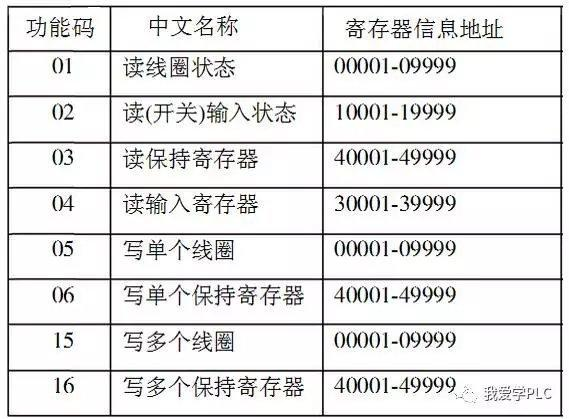 功能码 中文名称 寄存器信息地址
01 读线圈状态 00001-09999
02 读(开关)输入状态 10001-19999
03 读保持寄存器 40001-49999
04 读输入寄存器 30001-39999
05 写单个线圈 00001-09999
06 写单个保持寄存器 40001-49999
15 写多个线圈 00001-09999
16 写多个保持寄存器 40001-49999
我爱学PLC